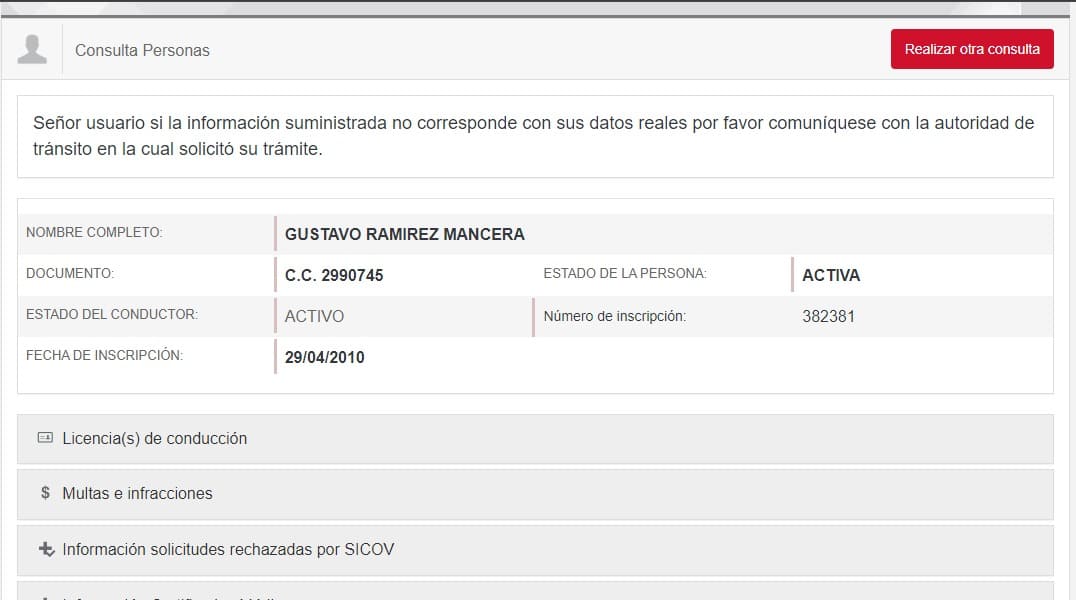 Consulta Personas
Realizar otra consulta
Señor usuario si la información suministrada no corresponde con sus datos reales por favor comuníquese con la autoridad de
tránsito en la cual solicitó su trámite.
NOMBRE COMPLETO: GUSTAVO RAMIREZ MANCERA
DOCUMENTO: C.C. 2990745 ESTADO DE LA PERSONA: ACTIVA
ESTADO DEL CONDUCTOR: ACTIVO Número de inscripción: 382381
FECHA DE INSCRIPCIÓN: 29/04/2010
Licencia(s) de conducción
$ Multas e infracciones
Información solicitudes rechazadas por SICOV